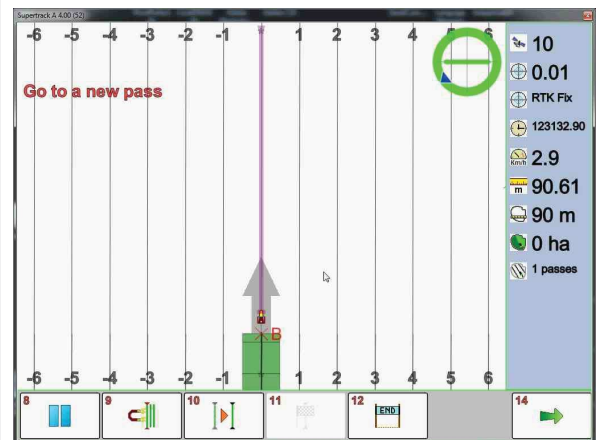 Supertrack A 4.00 (52)
-6 -5 -4 -3 -2 -1 1 2 3 4 5 6
Go to a new pass
10
0.01
RTK Fix
123132.90
Km/h 2.9
m 90.61
90 m
0 ha
1 passes
B
-6 -5 -4 -3 -2 -1 1 2 3 4 5 6
8 9 10 11 12 14
END